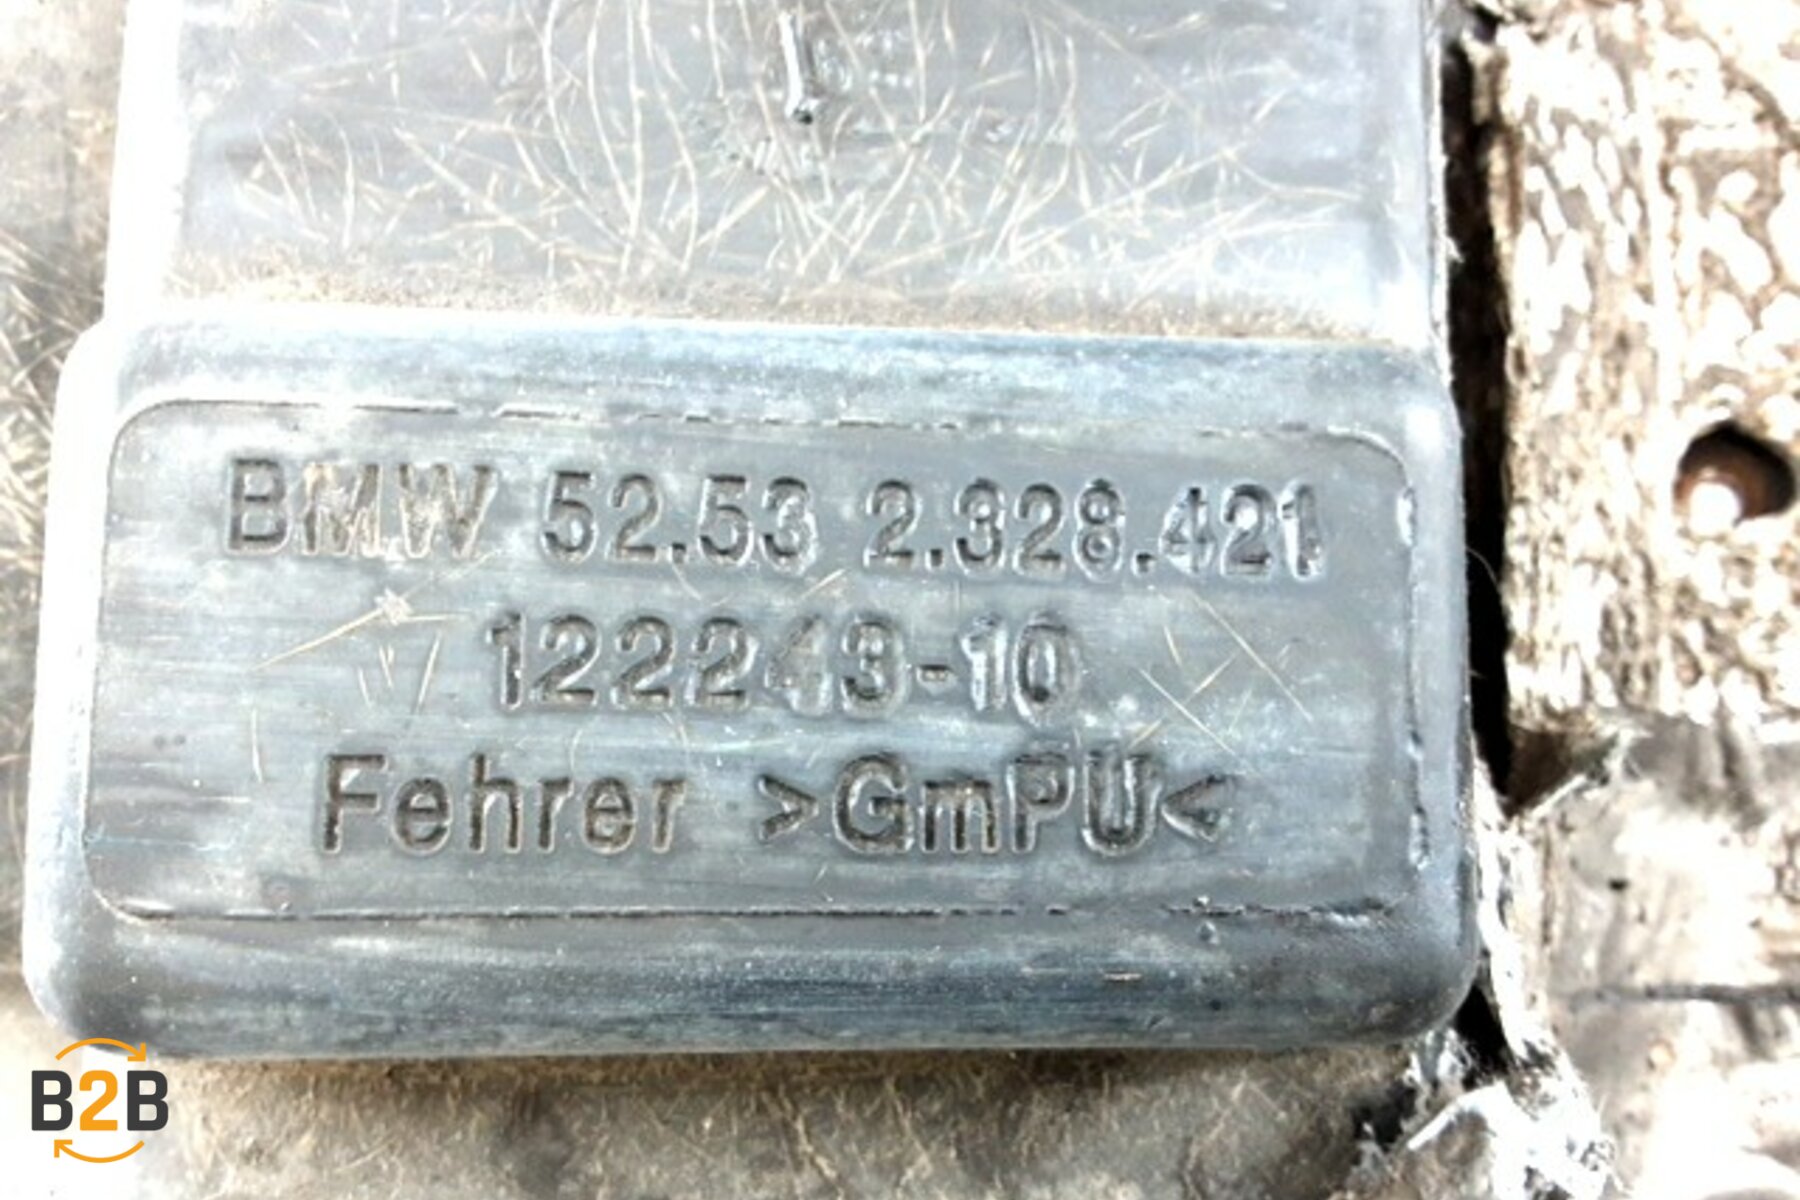 BMW 52.53 2.328.421
122243-10
Fehrer >GmPU<
B2B